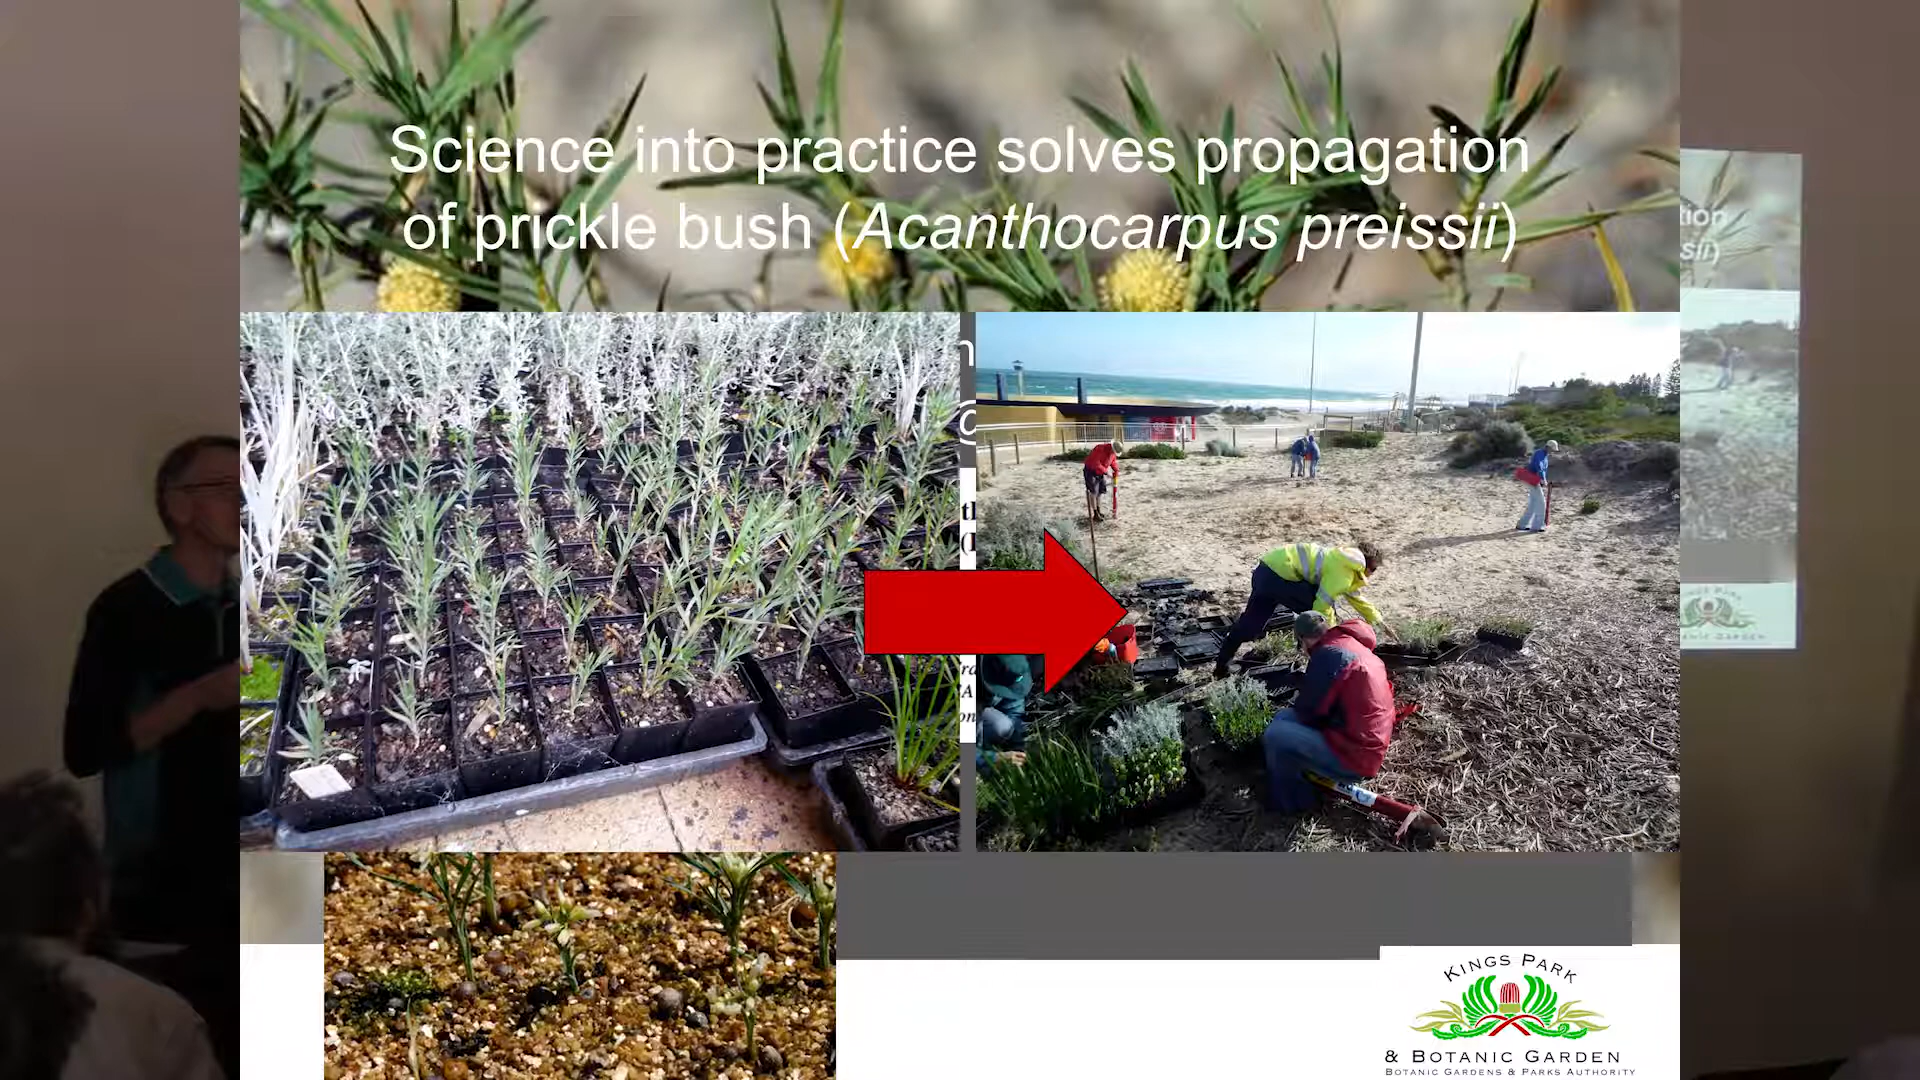 Science into practice solves propagation
of prickle bush (Acanthocarpus preissii)
KINGS PARK
& BOTANIC GARDEN
BOTANIC GARDENS & PARKS AUTHORITY